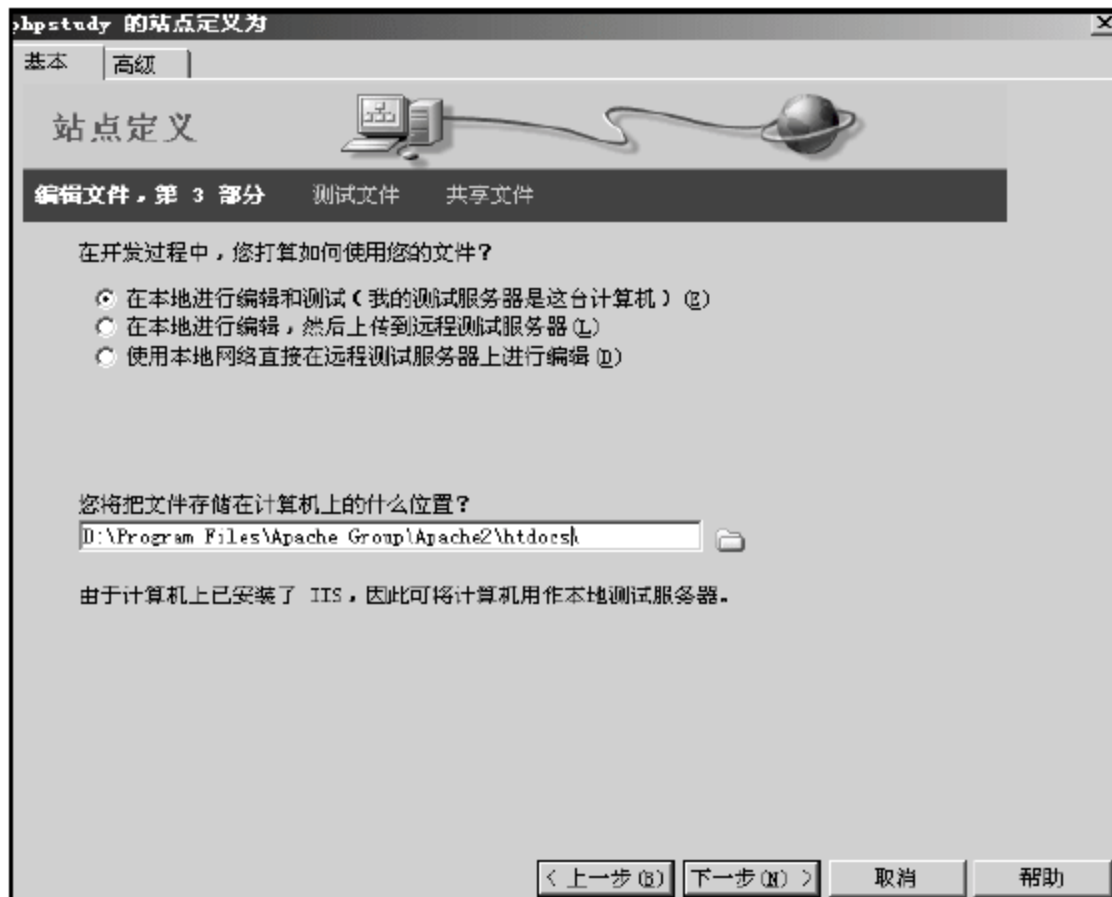 phpstudy 的站点定义为
基本 高级
站点定义
编辑文件，第 3 部分 测试文件 共享文件
在开发过程中，您打算如何使用您的文件？
在本地进行编辑和测试（我的测试服务器是这台计算机）(E)
在本地进行编辑，然后上传到远程测试服务器(L)
使用本地网络直接在远程测试服务器上进行编辑(D)
您将把文件存储在计算机上的什么位置？
D:\Program Files\Apache Group\Apache2\htdocs\
由于计算机上已安装了 IIS，因此可将计算机用作本地测试服务器。
< 上一步(B) 下一步(N) > 取消 帮助